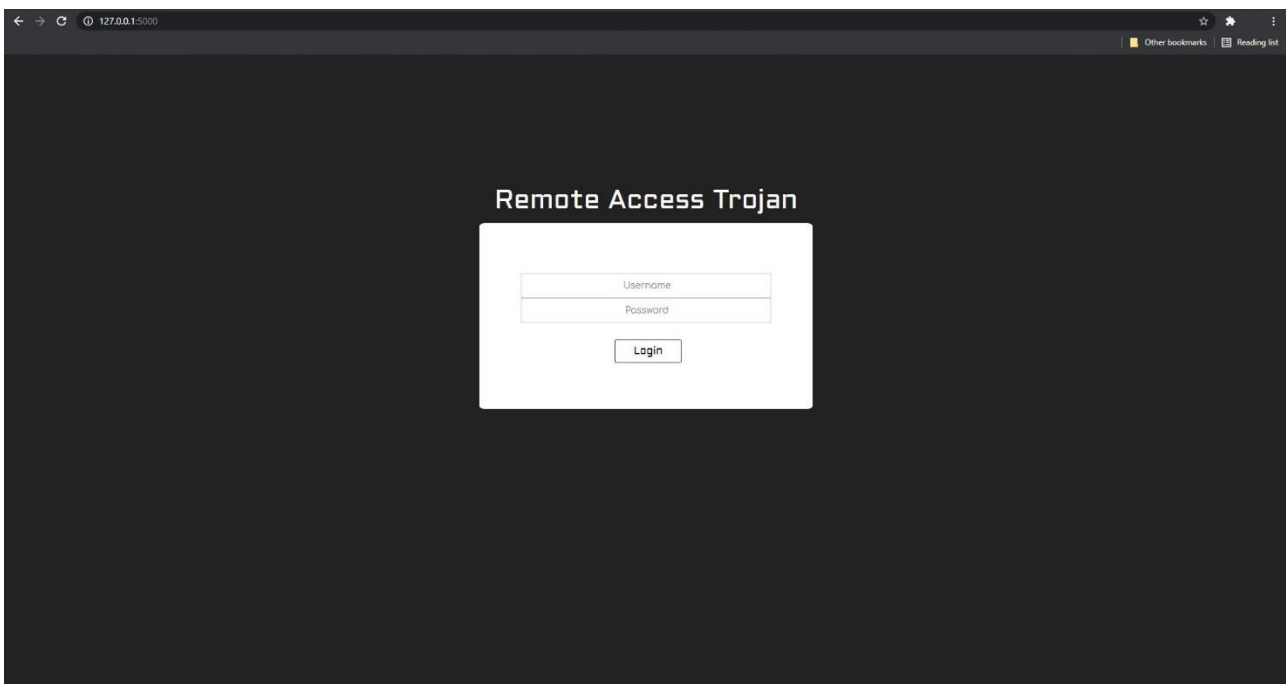 127.0.0.1:5000
Other bookmarks Reading list
Remote Access Trojan
Username
Password
Login